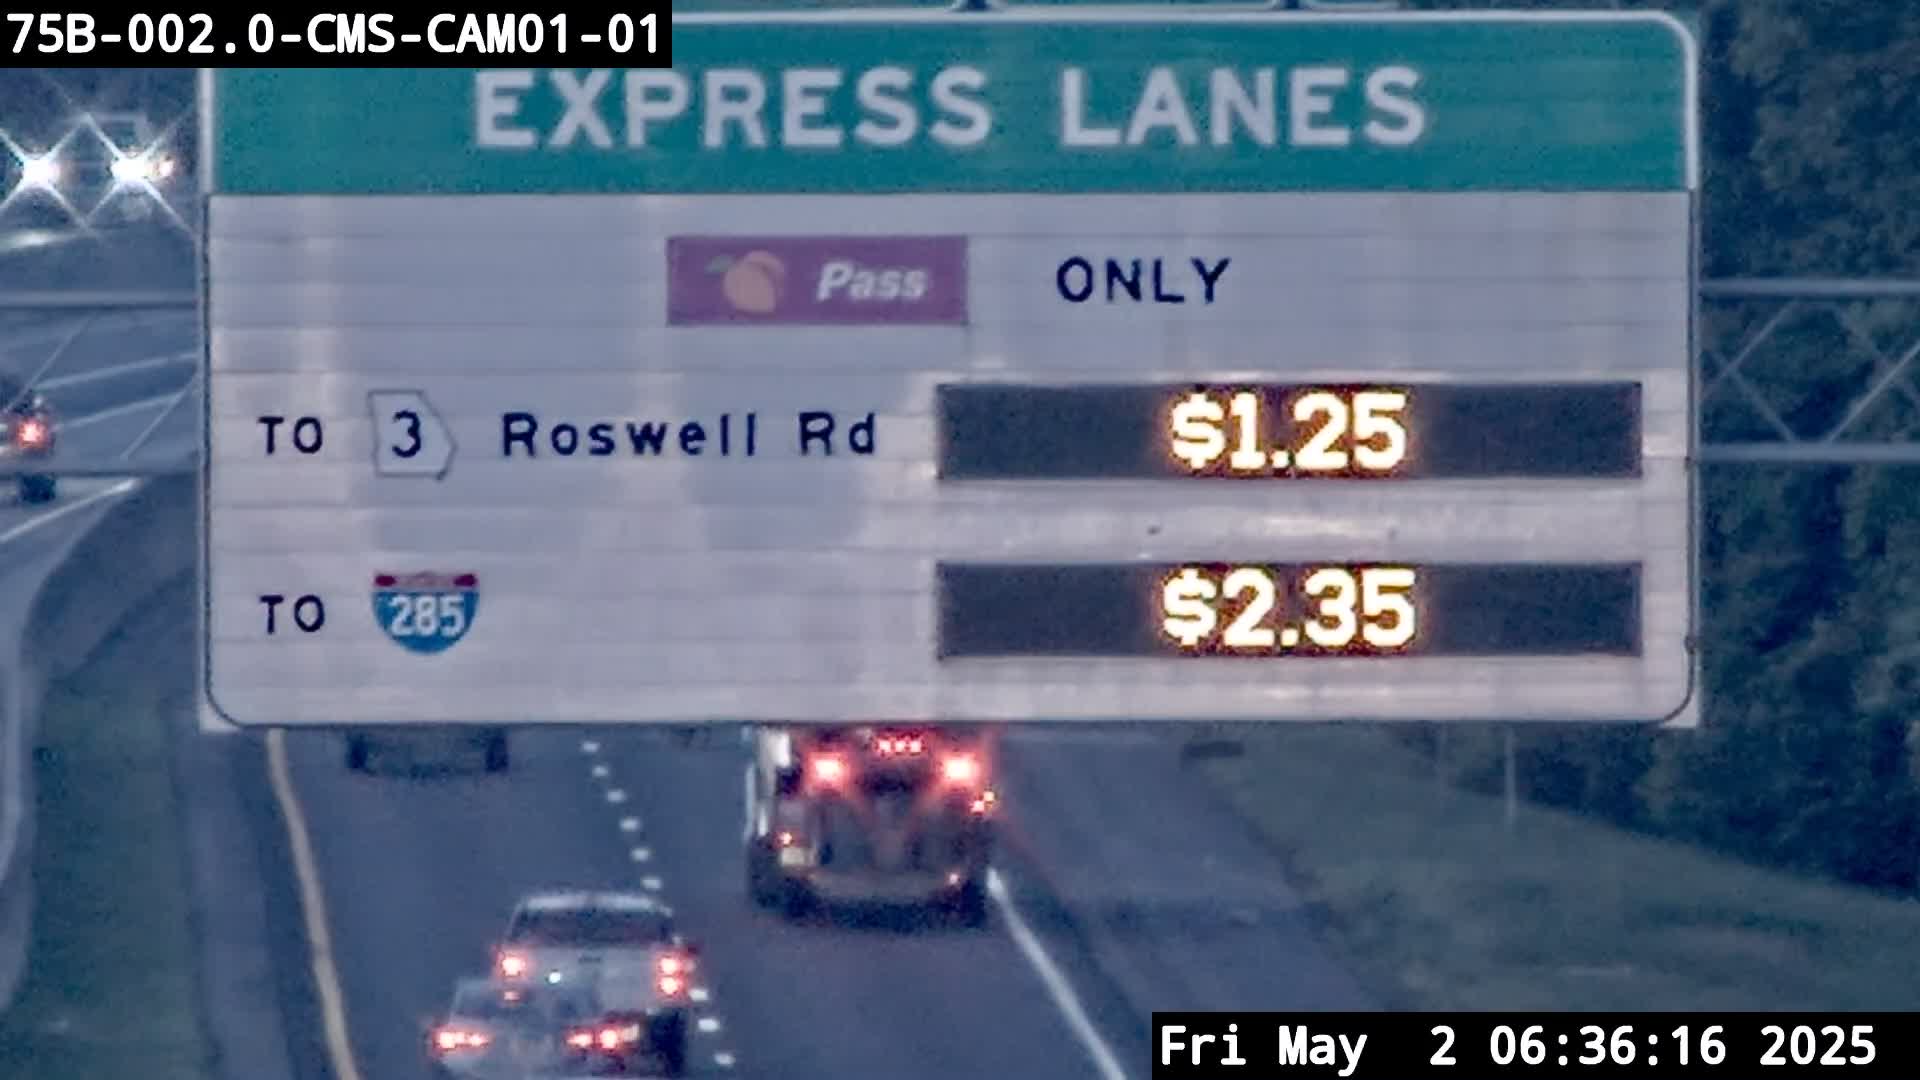 75B-002.0-CMS-CAM01-01
EXPRESS LANES
Pass ONLY
TO 3 Roswell Rd $1.25
TO 285 $2.35
Fri May 2 06:36:16 2025